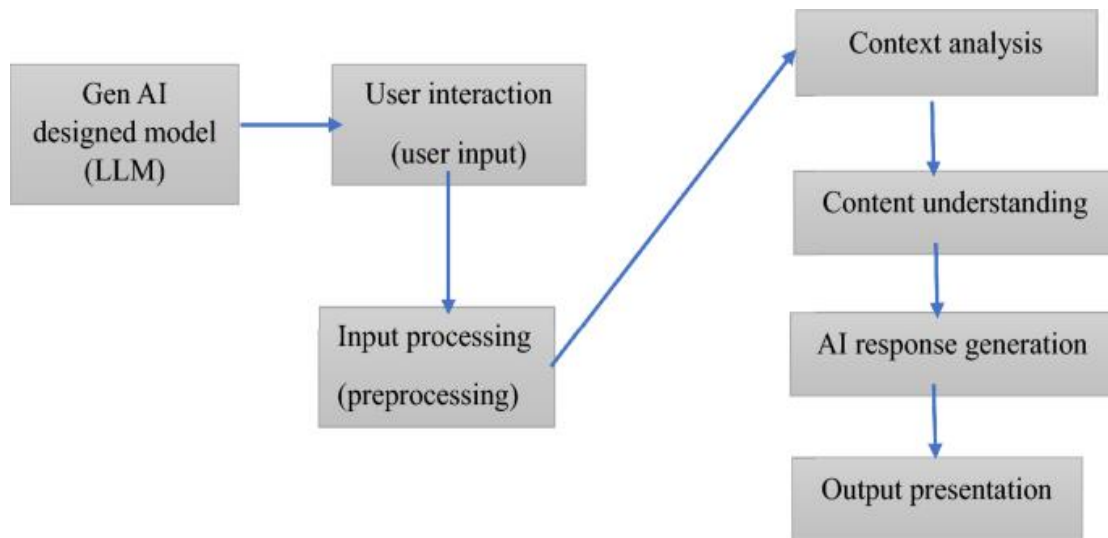 Gen AI
designed model
(LLM)
User interaction
(user input)
Input processing
(preprocessing)
Context analysis
Content understanding
AI response generation
Output presentation